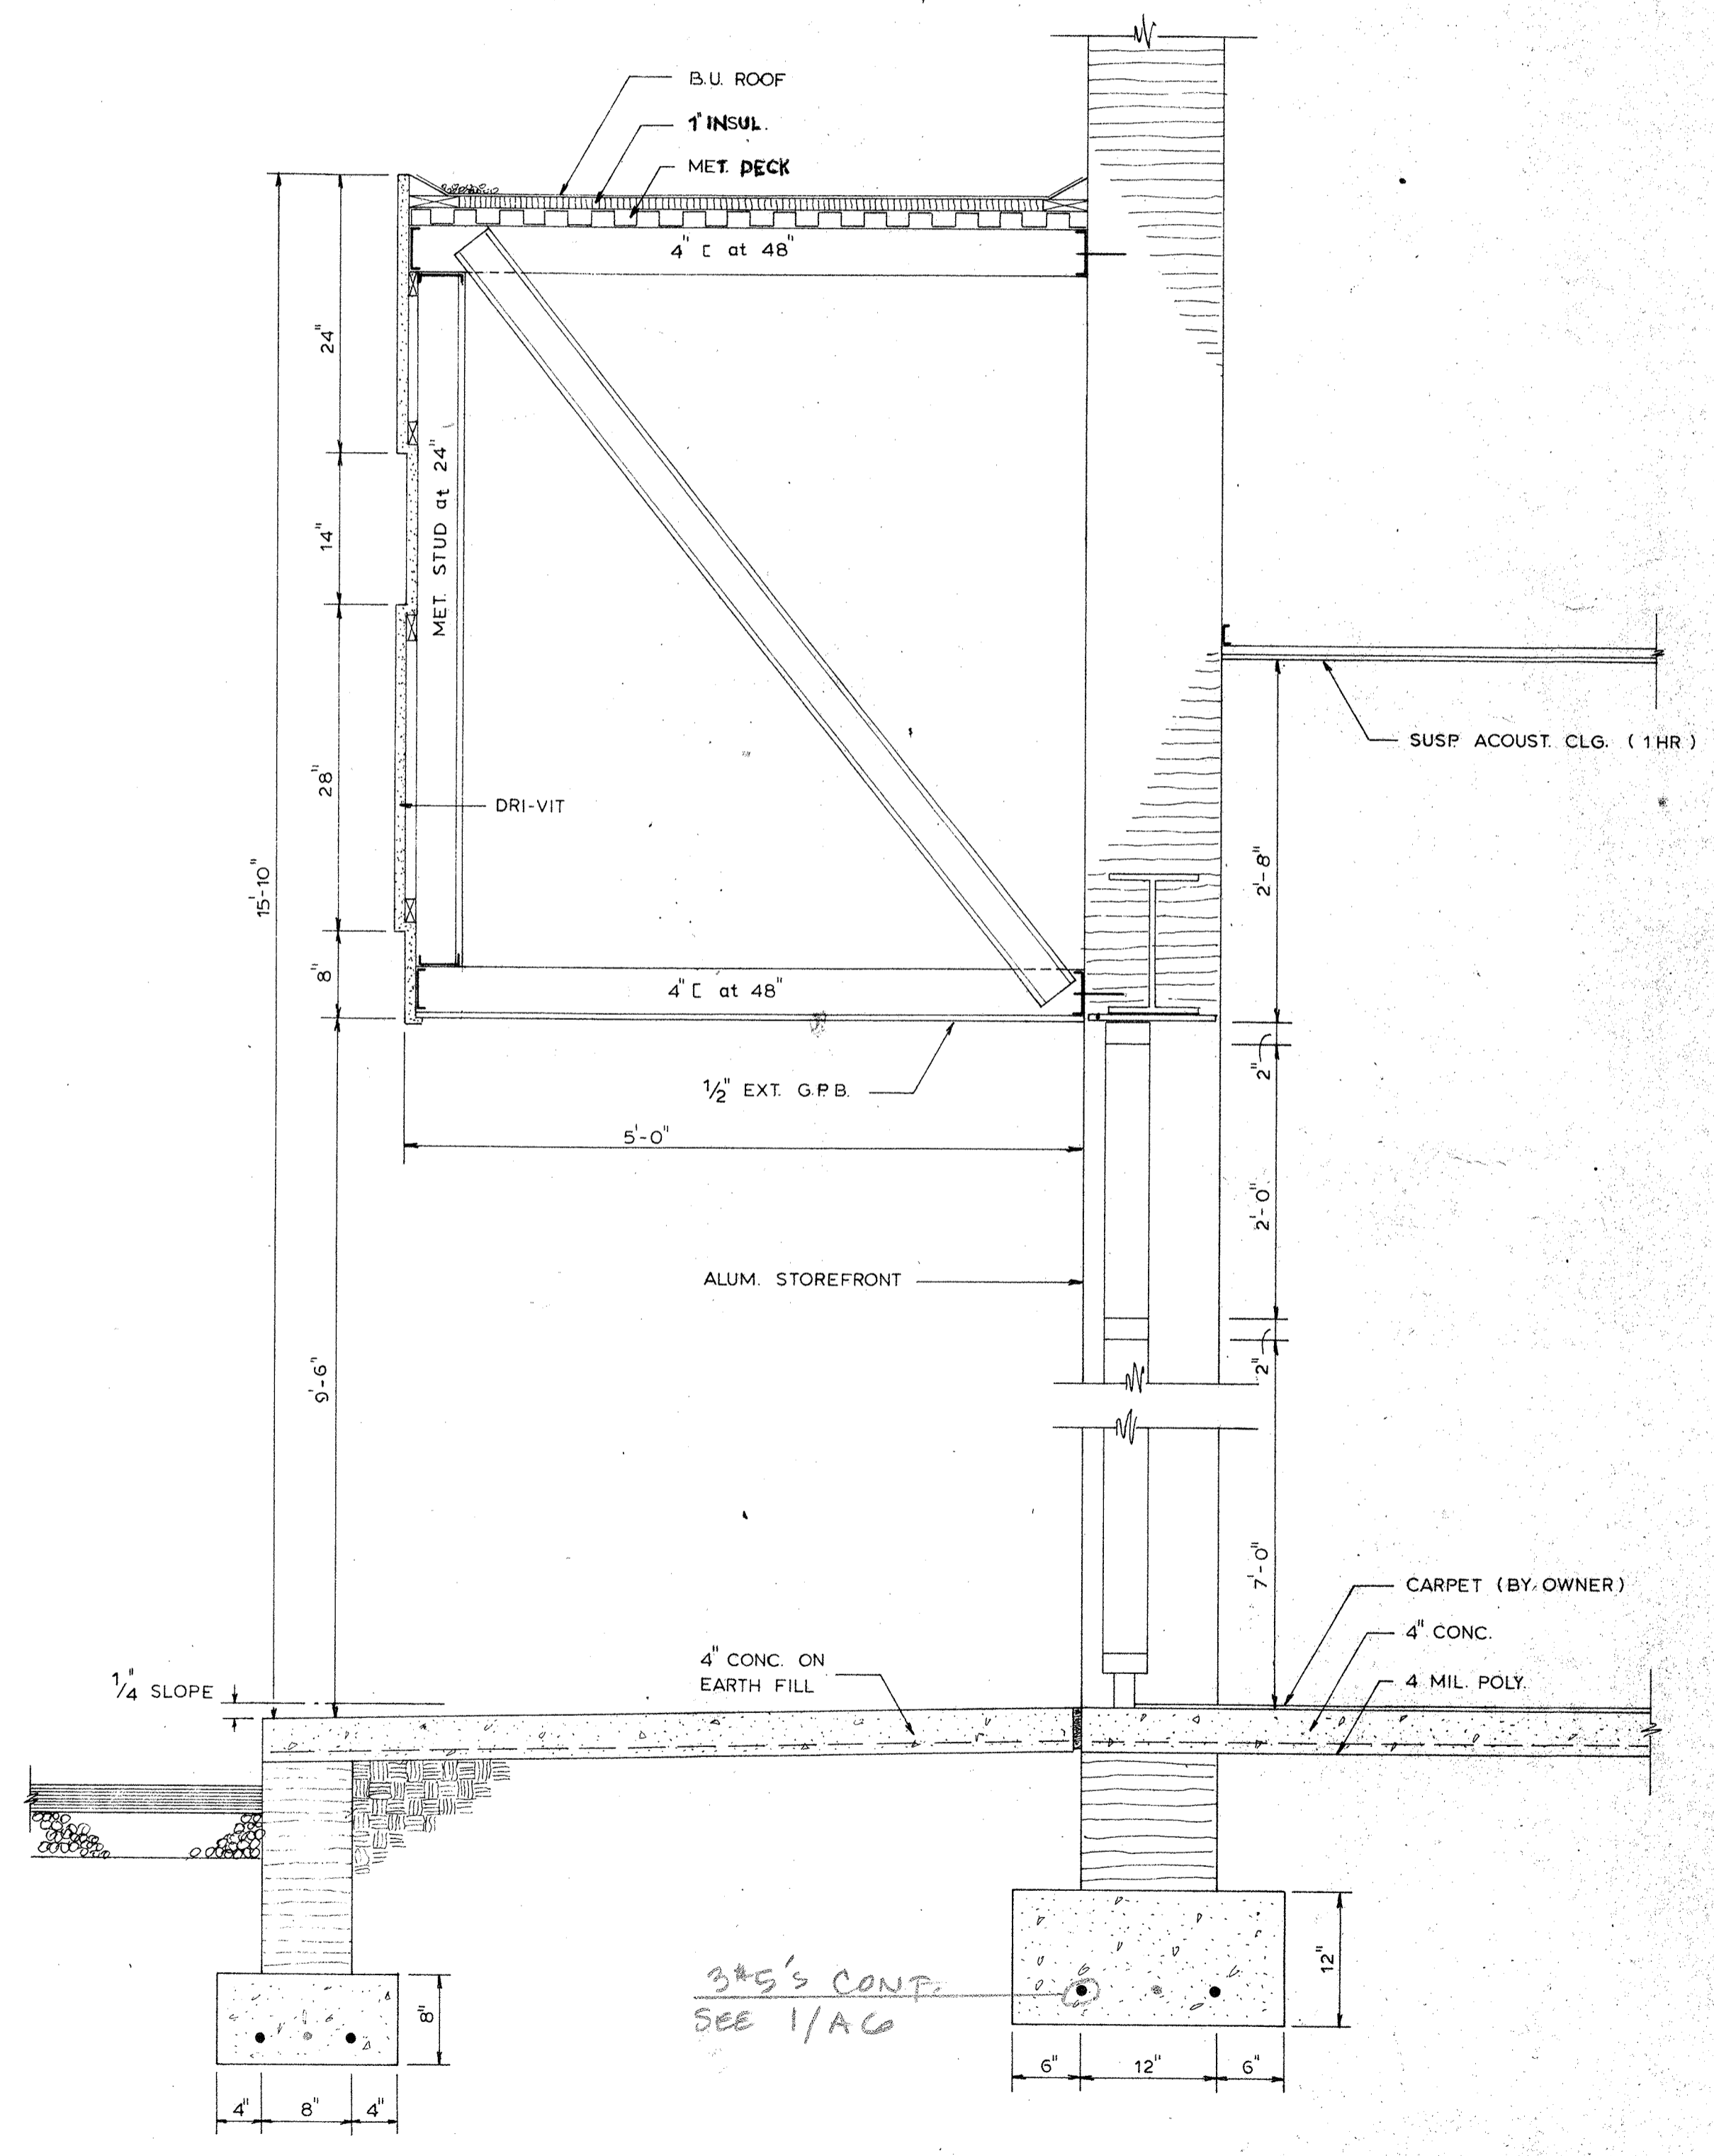 B.U. ROOF
1" INSUL.
MET. DECK
4" [ at 48"
24"
14"
MET. STUD at 24"
SUSP. ACOUST. CLG. ( 1 HR )
28"
DRI-VIT
15'-10"
2'-8"
8"
4" [ at 48"
2"
1/2" EXT. G.P.B.
5'-0"
2'-0"
ALUM. STOREFRONT
2"
9'-6"
7'-0"
CARPET (BY OWNER)
4" CONC.
4 MIL. POLY.
4" CONC. ON
EARTH FILL
1/4" SLOPE
12"
3#5's CONT.
SEE 1/A6
8"
6" 12" 6"
4" 8" 4"